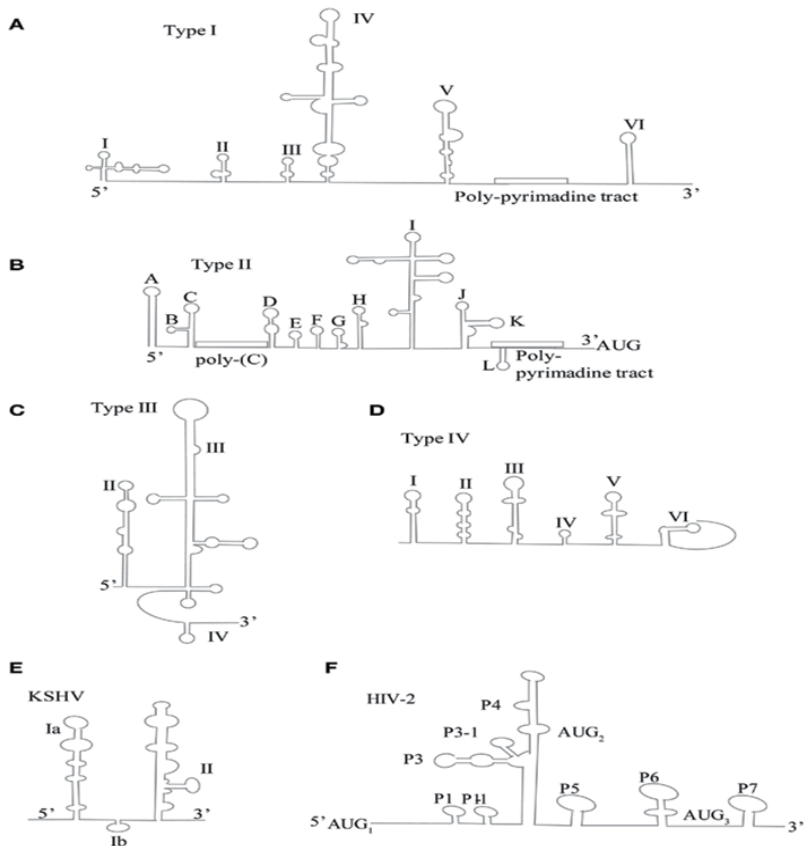 A
Type I
IV
V
VI
I
II
III
5’
Poly-pyrimadine tract
3’
B
Type II
I
A
B
C
D
E
F
G
H
J
K
5’
poly-(C)
3’AUG
L
Poly-
pyrimadine tract
C
Type III
III
II
5’
3’
IV
D
Type IV
I
II
III
IV
V
VI
E
KSHV
Ia
II
5’
3’
Ib
F
HIV-2
P4
P3-1
AUG2
P3
P1
P1-1
P5
P6
P7
AUG3
5’AUG1
3’